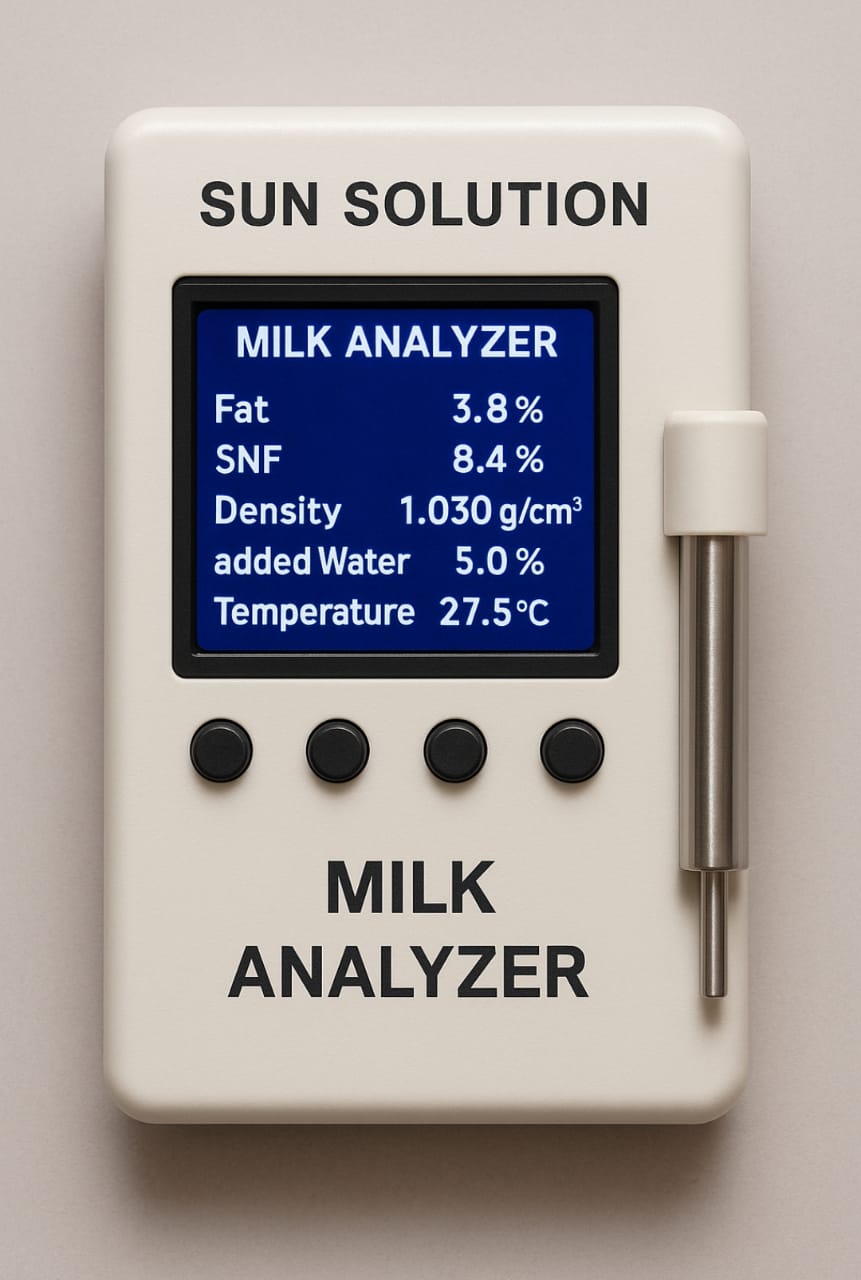 SUN SOLUTION
MILK ANALYZER
Fat 3.8 %
SNF 8.4 %
Density 1.030 g/cm³
added Water 5.0 %
Temperature 27.5 °C
MILK
ANALYZER